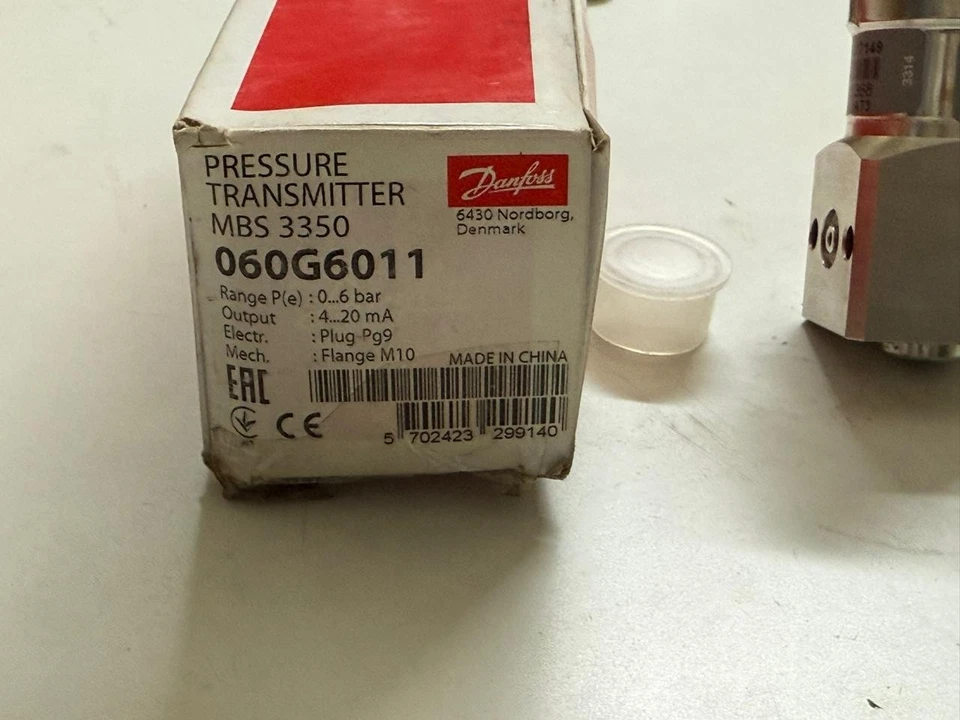 PRESSURE
TRANSMITTER
MBS 3350
060G6011
Range P(e) : 0...6 bar
Output : 4...20 mA
Electr. : Plug Pg9
Mech. : Flange M10
Danfoss
6430 Nordborg,
Denmark
MADE IN CHINA
EAC
CE
5 702423 299140
3314